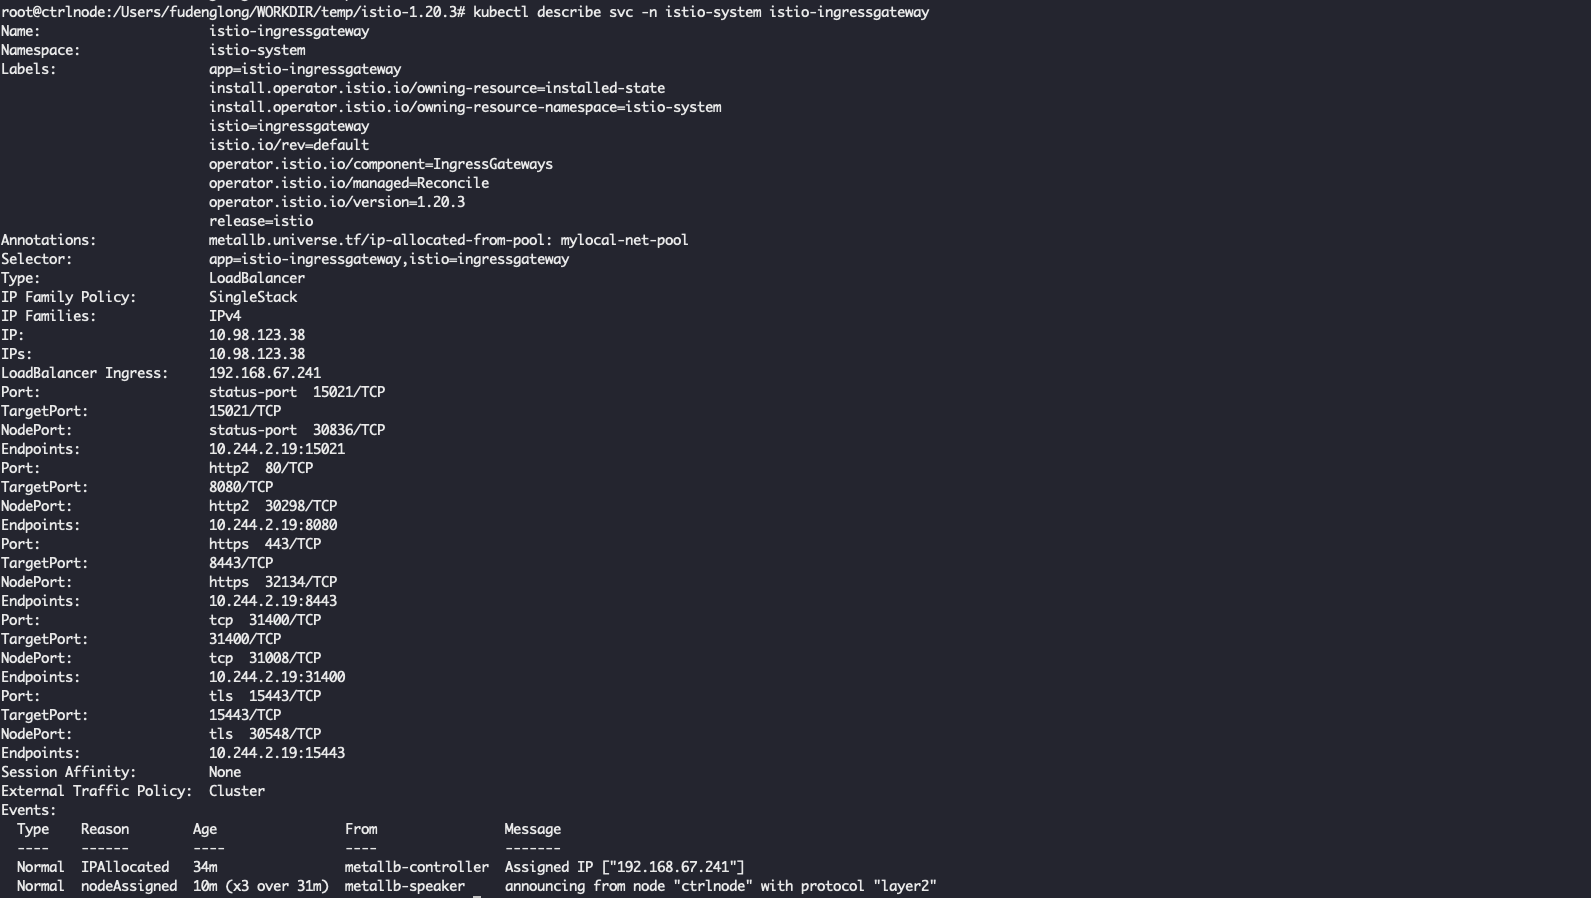 root@ctrlnode:/Users/fudenglong/WORKDIR/temp/istio-1.20.3# kubectl describe svc -n istio-system istio-ingressgateway
Name:                     istio-ingressgateway
Namespace:                istio-system
Labels:                   app=istio-ingressgateway
                          install.operator.istio.io/owning-resource=installed-state
                          install.operator.istio.io/owning-resource-namespace=istio-system
                          istio=ingressgateway
                          istio.io/rev=default
                          operator.istio.io/component=IngressGateways
                          operator.istio.io/managed=Reconcile
                          operator.istio.io/version=1.20.3
                          release=istio
Annotations:              metallb.universe.tf/ip-allocated-from-pool: mylocal-net-pool
Selector:                 app=istio-ingressgateway,istio=ingressgateway
Type:                     LoadBalancer
IP Family Policy:         SingleStack
IP Families:              IPv4
IP:                       10.98.123.38
IPs:                      10.98.123.38
LoadBalancer Ingress:     192.168.67.241
Port:                     status-port  15021/TCP
TargetPort:               15021/TCP
NodePort:                 status-port  30836/TCP
Endpoints:                10.244.2.19:15021
Port:                     http2  80/TCP
TargetPort:               8080/TCP
NodePort:                 http2  30298/TCP
Endpoints:                10.244.2.19:8080
Port:                     https  443/TCP
TargetPort:               8443/TCP
NodePort:                 https  32134/TCP
Endpoints:                10.244.2.19:8443
Port:                     tcp  31400/TCP
TargetPort:               31400/TCP
NodePort:                 tcp  31008/TCP
Endpoints:                10.244.2.19:31400
Port:                     tls  15443/TCP
TargetPort:               15443/TCP
NodePort:                 tls  30548/TCP
Endpoints:                10.244.2.19:15443
Session Affinity:         None
External Traffic Policy:  Cluster
Events:
  Type    Reason        Age                From                Message
  ----    ------        ----               ----                -------
  Normal  IPAllocated   34m                metallb-controller  Assigned IP ["192.168.67.241"]
  Normal  nodeAssigned  10m (x3 over 31m)  metallb-speaker     announcing from node "ctrlnode" with protocol "layer2"